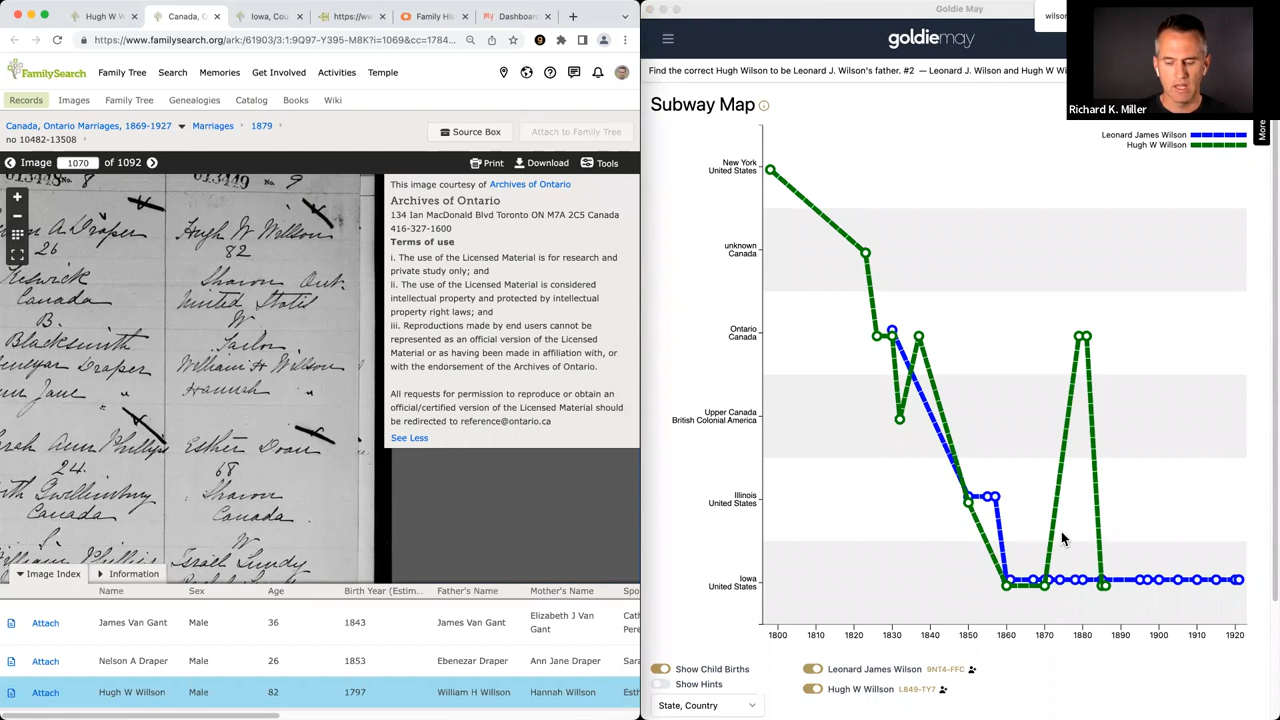 Hugh W
Canada, O
Iowa, Cou
Family His
Dashboar
https://www.familysearch.org/ark:/61903/3:1:9Q97-Y395-M3K?i=1069&cc=1784...
FamilySearch
Family Tree
Search
Memories
Get Involved
Activities
Temple
Records
Images
Family Tree
Genealogies
Catalog
Books
Wiki
Canada, Ontario Marriages, 1869-1927
Marriages
1879
no 10482-13508
Source Box
Attach to Family Tree
Image
1070
of 1092
Print
Download
Tools
Draper
Hugh W Willson
26
82
Sharon Ont
Canada
United States
B.
W
Blacksmith
Tailor
Draper
William H Willson
Jane
Hannah
24
68
Sharon
Canada
Canada
This image courtesy of Archives of Ontario
Archives of Ontario
134 Ian MacDonald Blvd Toronto ON M7A 2C5 Canada
416-327-1600
Terms of use
i. The use of the Licensed Material is for research and
private study only; and
ii. The use of the Licensed Material is considered
intellectual property and protected by intellectual
property right laws; and
iii. Reproductions made by end users cannot be
represented as an official version of the Licensed
Material or as having been made in affiliation with, or
with the endorsement of the Archives of Ontario.
All requests for permission to reproduce or obtain an
official/certified version of the Licensed Material should
be redirected to reference@ontario.ca
See Less
Image Index
Information
Name
Sex
Age
Birth Year (Estim...
Father's Name
Mother's Name
Spo
Attach
James Van Gant
Male
36
1843
James Van Gant
Elizabeth J Van
Gant
Cath
Pere
Attach
Nelson A Draper
Male
26
1853
Ebenezar Draper
Ann Jane Draper
Sara
Attach
Hugh W Willson
Male
82
1797
William H Willson
Hannah Willson
Esth
Goldie May
wilson
goldiemay
Find the correct Hugh Wilson to be Leonard J. Wilson's father. #2 — Leonard J. Wilson and Hugh W Wi
Richard K. Miller
More
Subway Map
Leonard James Wilson
Hugh W Willson
New York
United States
unknown
Canada
Ontario
Canada
Upper Canada
British Colonial America
Illinois
United States
Iowa
United States
1800
1810
1820
1830
1840
1850
1860
1870
1880
1890
1900
1910
1920
Show Child Births
Show Hints
State, Country
Leonard James Wilson 9NT4-FFC
Hugh W Willson L849-TY7